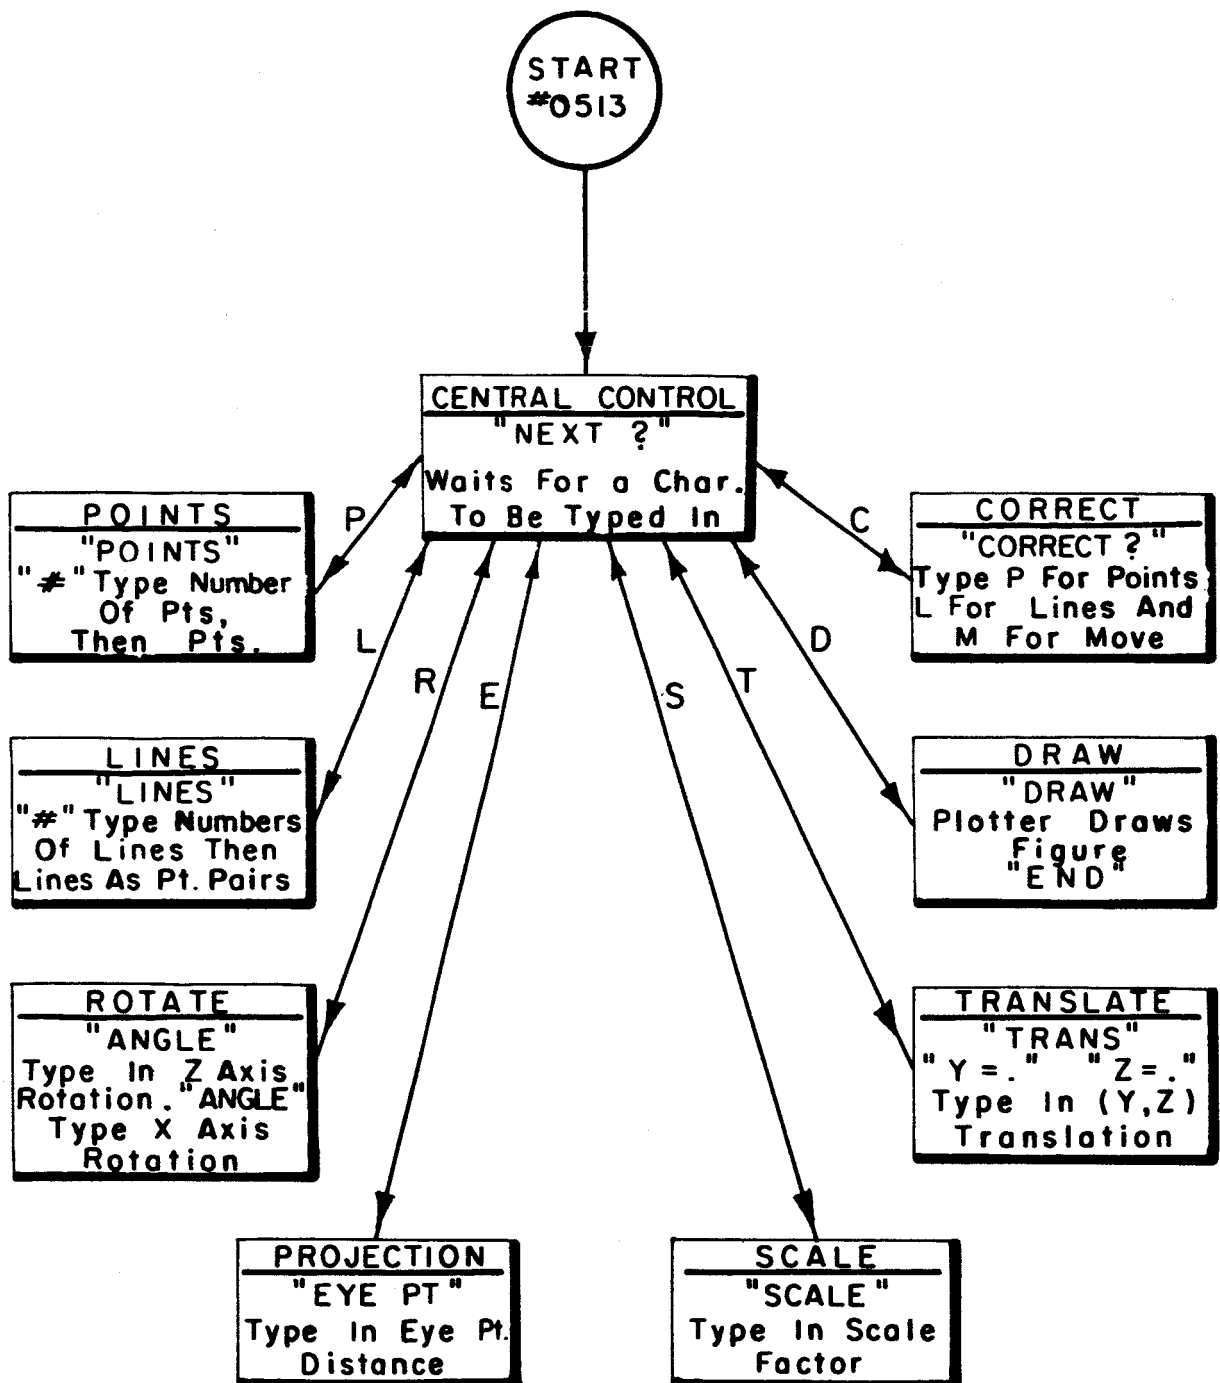 START
#0513
CENTRAL CONTROL
"NEXT ?"
Waits For a Char.
To Be Typed In
P
C
L
R
E
S
T
D
POINTS
"POINTS"
"#" Type Number
Of Pts,
Then Pts.
CORRECT
"CORRECT ?"
Type P For Points
L For Lines And
M For Move
LINES
"LINES"
"#" Type Numbers
Of Lines Then
Lines As Pt. Pairs
DRAW
"DRAW"
Plotter Draws
Figure
"END"
ROTATE
"ANGLE"
Type In Z Axis
Rotation. "ANGLE"
Type X Axis
Rotation
TRANSLATE
"TRANS"
"Y=." "Z=."
Type In (Y,Z)
Translation
PROJECTION
"EYE PT"
Type In Eye Pt.
Distance
SCALE
"SCALE"
Type In Scale
Factor